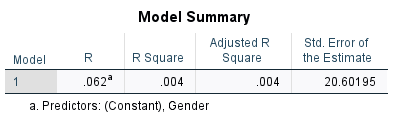 Model Summary
Model R R Square Adjusted R Square Std. Error of the Estimate
1 .062a .004 .004 20.60195
a. Predictors: (Constant), Gender